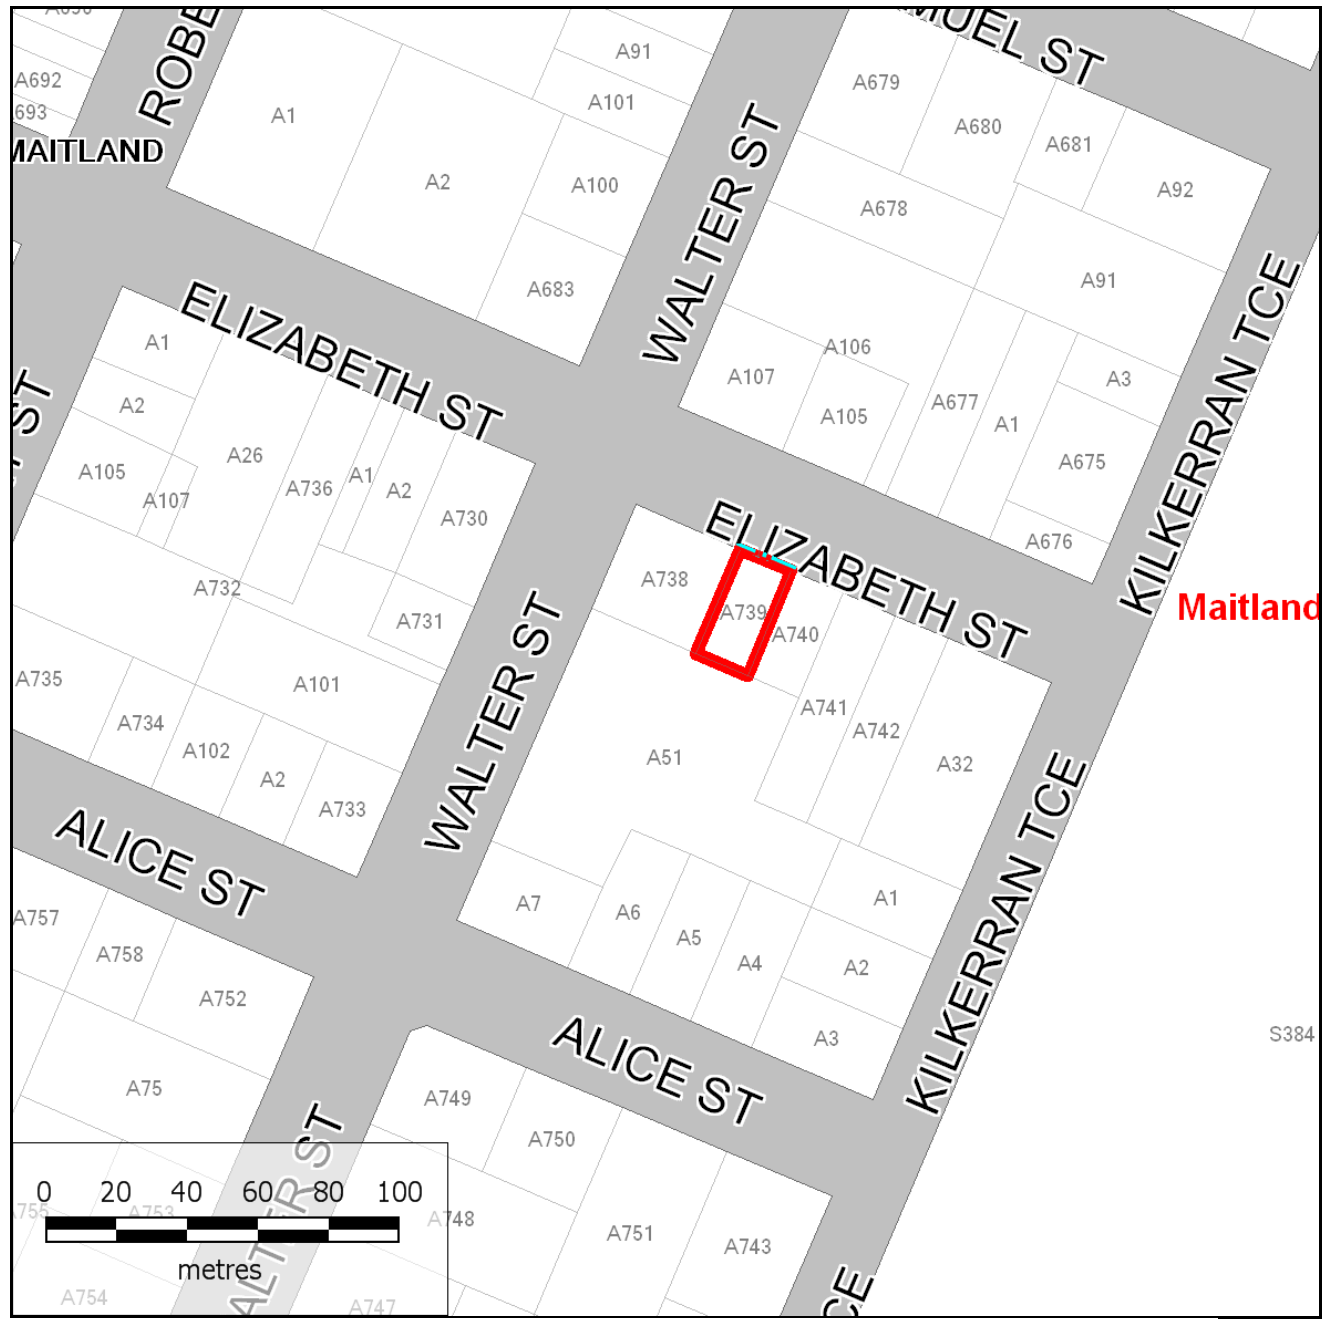 A692
693
MAITLAND
A1
A2
A91
A101
A100
A683
WALTER ST
A679
A680
A681
A92
A678
A91
A106
A107
A105
A677
A1
A3
A675
A676
KILKERRAN TCE
Maitland
ELIZABETH ST
A1
A2
A26
A105
A107
A736
A1
A2
A730
A732
A731
A735
A734
A101
A102
A2
A733
WALTER ST
ELIZABETH ST
A738
A739
A740
A741
A742
A32
A51
A7
A6
A5
A4
A1
A2
A3
KILKERRAN TCE
S384
ALICE ST
A757
A758
A752
A75
ALICE ST
A749
A750
A748
A751
A743
A753
A754
A747
0 20 40 60 80 100
metres